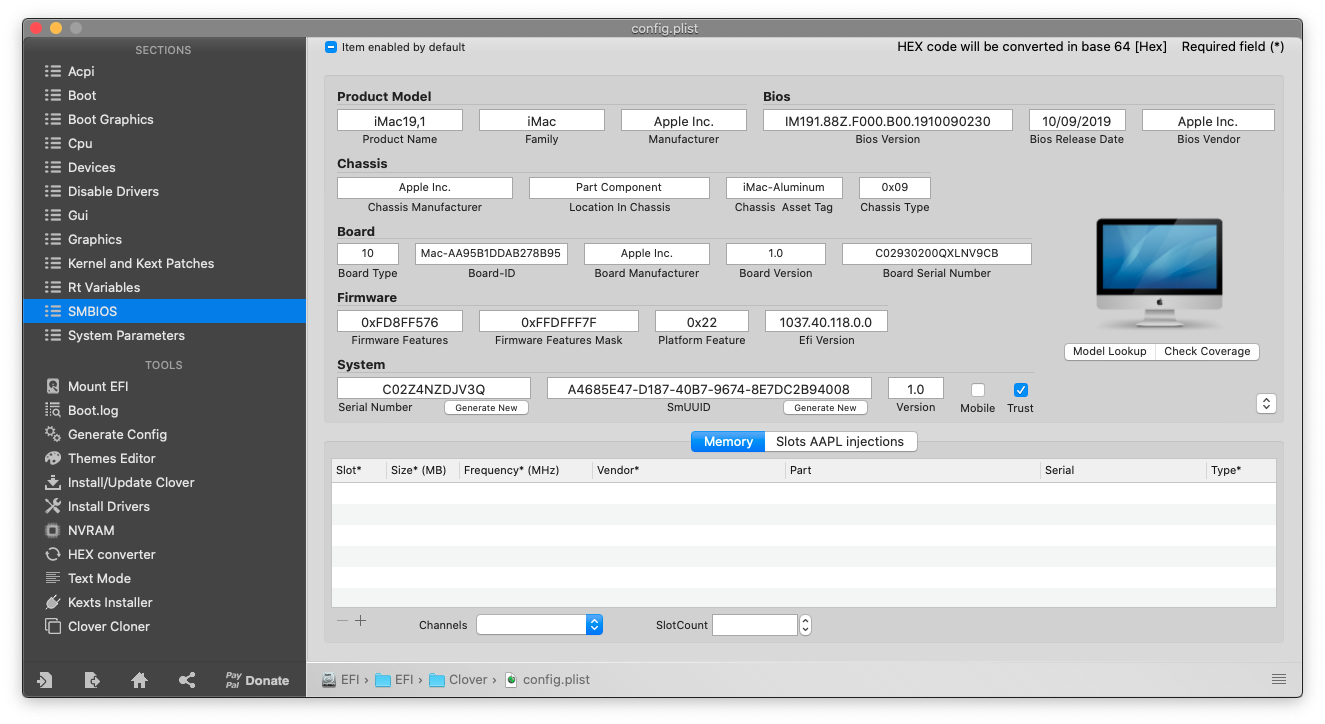 config.plist
SECTIONS
Acpi
Boot
Boot Graphics
Cpu
Devices
Disable Drivers
Gui
Graphics
Kernel and Kext Patches
Rt Variables
SMBIOS
System Parameters
TOOLS
Mount EFI
Boot.log
Generate Config
Themes Editor
Install/Update Clover
Install Drivers
NVRAM
HEX converter
Text Mode
Kexts Installer
Clover Cloner
Pay Pal Donate
Item enabled by default
HEX code will be converted in base 64 [Hex] Required field (*)
Product Model Bios
iMac19,1 iMac Apple Inc. IM191.88Z.F000.B00.1910090230 10/09/2019 Apple Inc.
Product Name Family Manufacturer Bios Version Bios Release Date Bios Vendor
Chassis
Apple Inc. Part Component iMac-Aluminum 0x09
Chassis Manufacturer Location In Chassis Chassis Asset Tag Chassis Type
Board
10 Mac-AA95B1DDAB278B95 Apple Inc. 1.0 C02930200QXLNV9CB
Board Type Board-ID Board Manufacturer Board Version Board Serial Number
Firmware
0xFD8FF576 0xFFDFFF7F 0x22 1037.40.118.0.0
Firmware Features Firmware Features Mask Platform Feature Efi Version
Model Lookup Check Coverage
System
C02Z4NZDJV3Q A4685E47-D187-40B7-9674-8E7DC2B94008 1.0
Serial Number Generate New SmUUID Generate New Version Mobile Trust
Memory Slots AAPL injections
Slot* Size* (MB) Frequency* (MHz) Vendor* Part Serial Type*
Channels SlotCount
EFI › EFI › Clover › config.plist